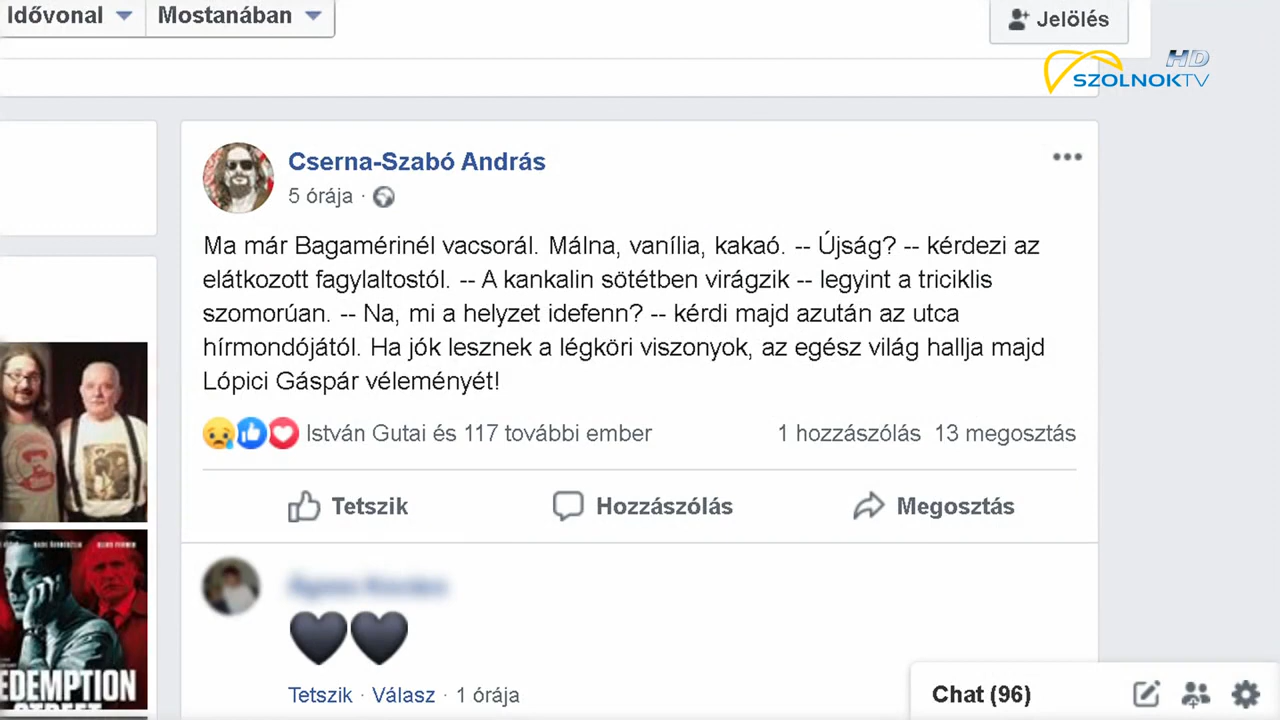 Idővonal
Mostanában
Jelölés
HD
SZOLNOKTV
Cserna-Szabó András
5 órája ·
Ma már Bagamérinél vacsorál. Málna, vanília, kakaó. -- Újság? -- kérdezi az
elátkozott fagylaltostól. -- A kankalin sötétben virágzik -- legyint a triciklis
szomorúan. -- Na, mi a helyzet idefenn? -- kérdi majd azután az utca
hírmondójától. Ha jók lesznek a légköri viszonyok, az egész világ hallja majd
Lópici Gáspár véleményét!
István Gutai és 117 további ember
1 hozzászólás 13 megosztás
Tetszik
Hozzászólás
Megosztás
Tetszik · Válasz · 1 órája
EDEMPTION
STREET
Chat (96)